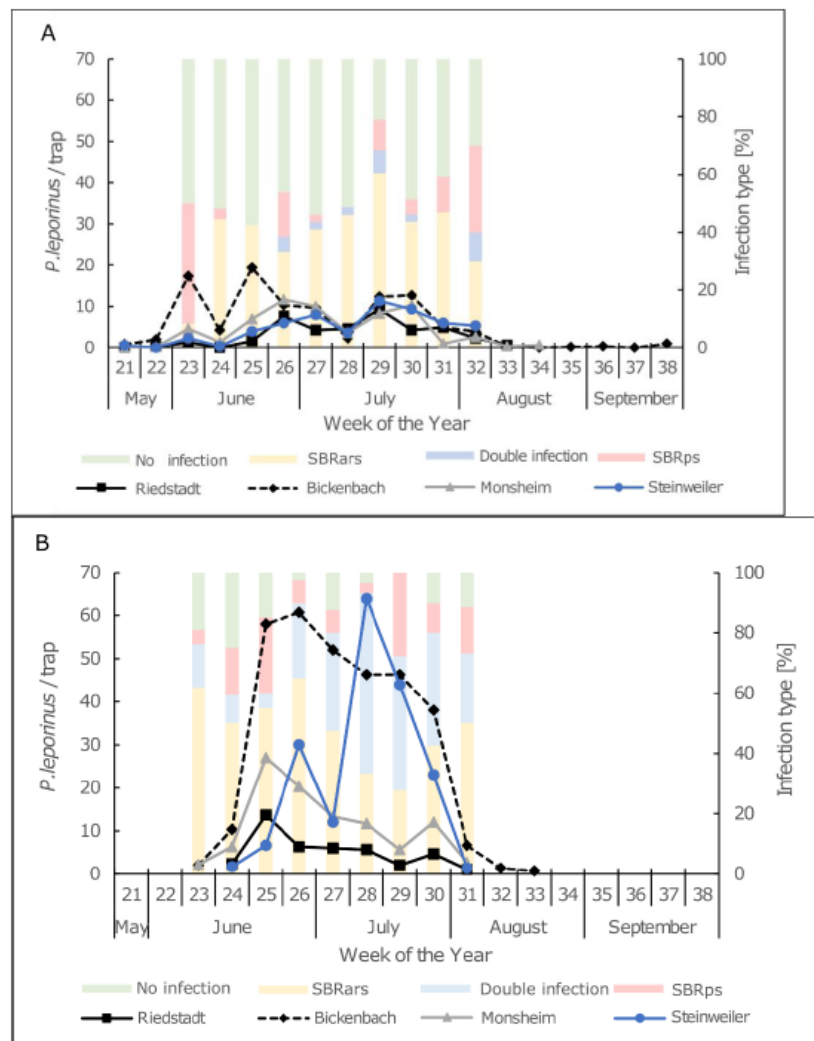 A
70 100
60
80
50
40 60
30 40
20
20
10
0 0
P.leporinus / trap
Infection type [%]
21 22 23 24 25 26 27 28 29 30 31 32 33 34 35 36 37 38
May June July August September
Week of the Year
No infection SBRars Double infection SBRps
Riedstadt Bickenbach Monsheim Steinweiler
B
70 100
60
80
50
40 60
30 40
20
20
10
0 0
P.leporinus / trap
Infection type [%]
21 22 23 24 25 26 27 28 29 30 31 32 33 34 35 36 37 38
May June July August September
Week of the Year
No infection SBRars Double infection SBRps
Riedstadt Bickenbach Monsheim Steinweiler